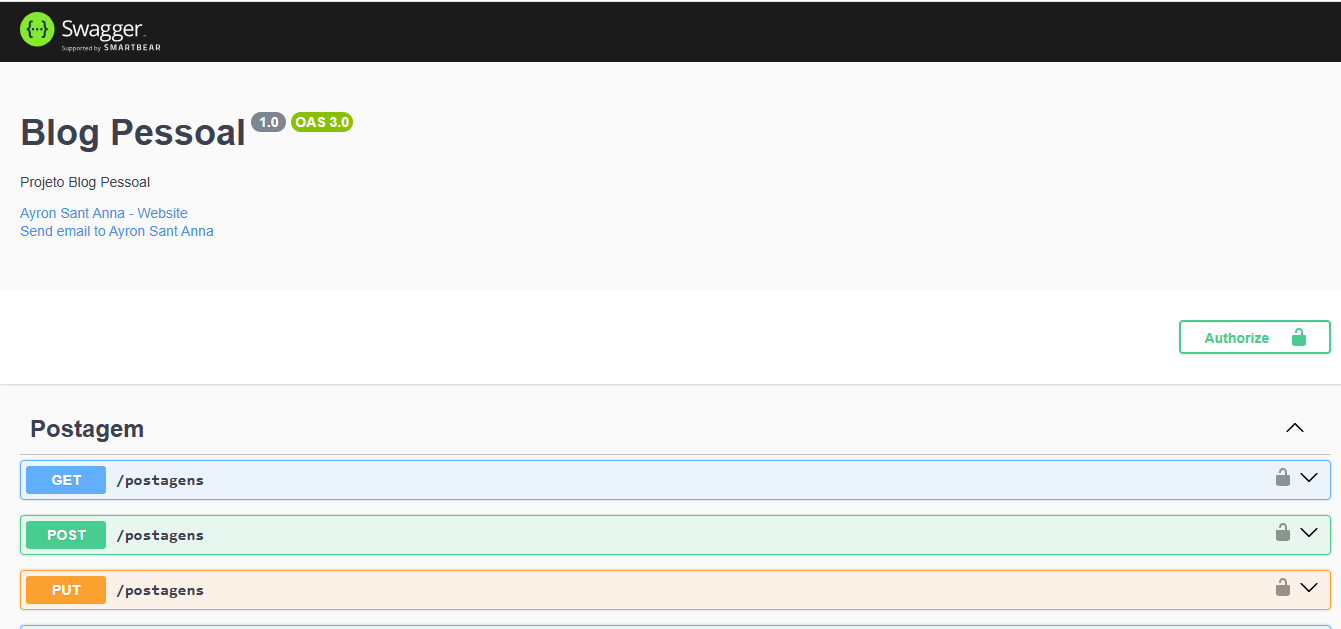 Swagger
Supported by SMARTBEAR
Blog Pessoal 1.0 OAS 3.0
Projeto Blog Pessoal
Ayron Sant Anna - Website
Send email to Ayron Sant Anna
Authorize
Postagem
GET /postagens
POST /postagens
PUT /postagens